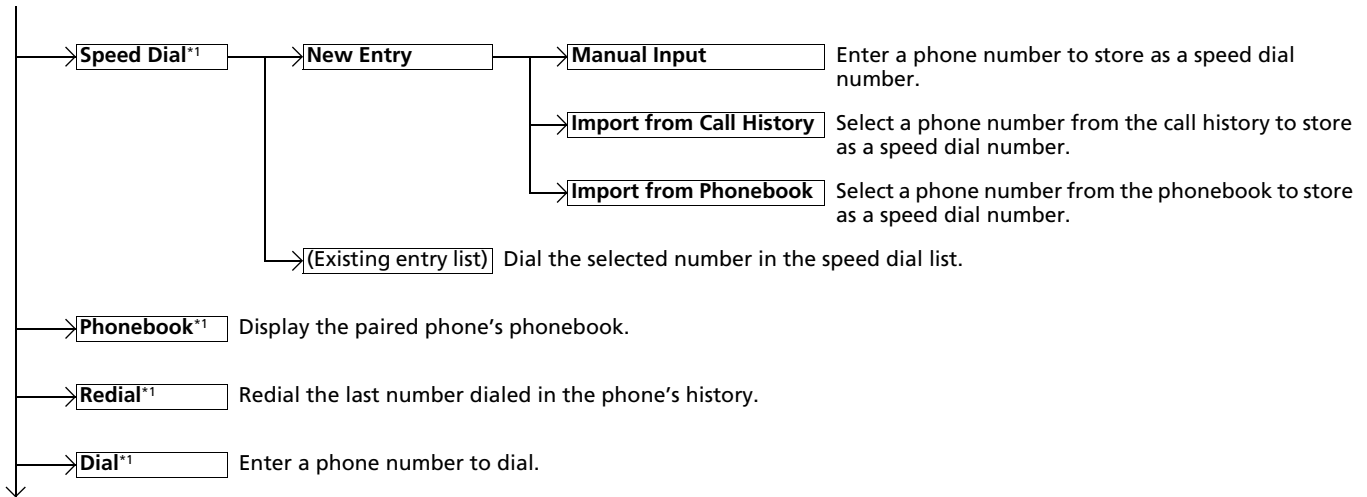 Speed Dial*1 New Entry Manual Input Enter a phone number to store as a speed dial
number.
Import from Call History Select a phone number from the call history to store
as a speed dial number.
Import from Phonebook Select a phone number from the phonebook to store
as a speed dial number.
(Existing entry list) Dial the selected number in the speed dial list.
Phonebook*1 Display the paired phone's phonebook.
Redial*1 Redial the last number dialed in the phone's history.
Dial*1 Enter a phone number to dial.